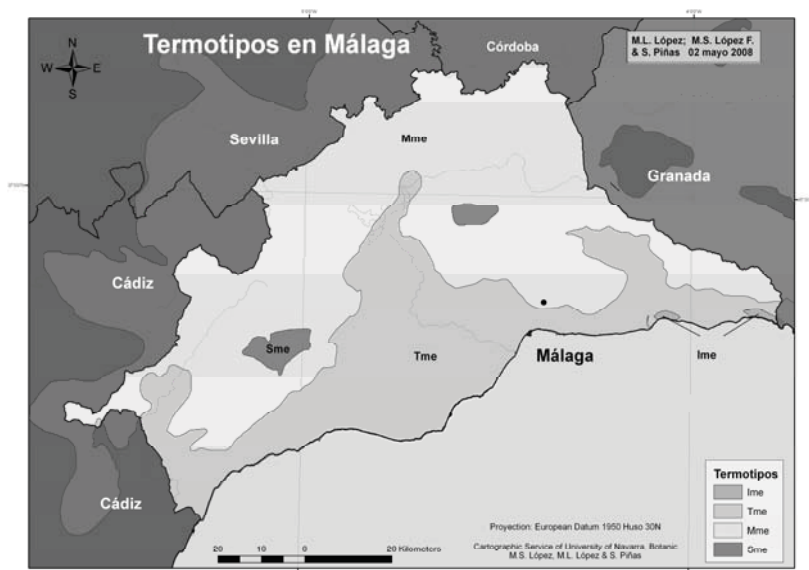 Termotipos en Málaga
Córdoba
M.L. López; M.S. López F.
& S. Piñas 02 mayo 2008
N
W E
S
Sevilla
Mme
Granada
Cádiz
Sme
Tme
Málaga
Ime
Cádiz
Termotipos
Ime
Tme
Mme
Sme
Proyection: European Datum 1950 Huso 30N
20 10 0 20 Kilometers
Cartographic Service of University of Navarra. Botanic.
M.S. López, M.L. López & S. Piñas